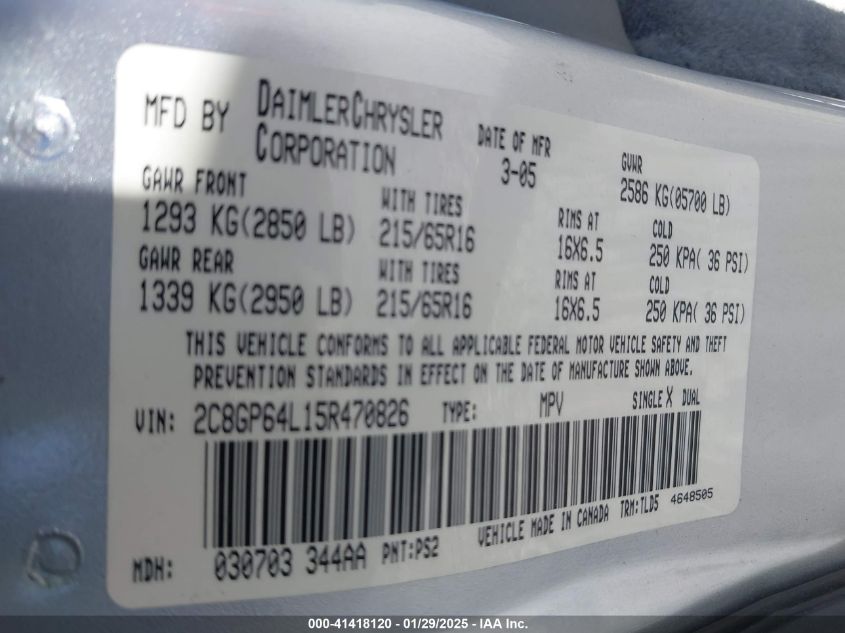 MFD BY DAIMLERCHRYSLER CORPORATION
DATE OF MFR 3-05
GVWR 2586 KG(05700 LB)
GAWR FRONT WITH TIRES RIMS AT COLD
1293 KG(2850 LB) 215/65R16 16X6.5 250 KPA( 36 PSI)
GAWR REAR WITH TIRES RIMS AT COLD
1339 KG(2950 LB) 215/65R16 16X6.5 250 KPA( 36 PSI)
THIS VEHICLE CONFORMS TO ALL APPLICABLE FEDERAL MOTOR VEHICLE SAFETY AND THEFT
PREVENTION STANDARDS IN EFFECT ON THE DATE OF MANUFACTURE SHOWN ABOVE.
VIN: 2C8GP64L15R470826 TYPE: MPV SINGLE X DUAL
MDH: 030703 344AA PNT:PS2 VEHICLE MADE IN CANADA TRM:TLD5 4648505
000-41418120 • 01/29/2025 - IAA Inc.